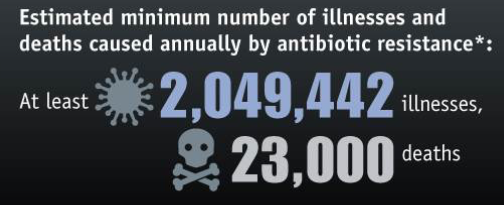 Estimated minimum number of illnesses and
deaths caused annually by antibiotic resistance*:
At least 2,049,442 illnesses,
23,000 deaths